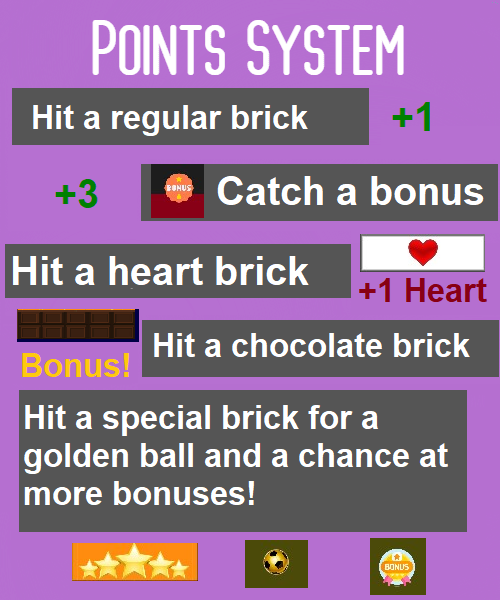 POINTS SYSTEM
Hit a regular brick +1
+3 BONUS Catch a bonus
Hit a heart brick
+1 Heart
Hit a chocolate brick
Bonus!
Hit a special brick for a
golden ball and a chance at
more bonuses!
BONUS